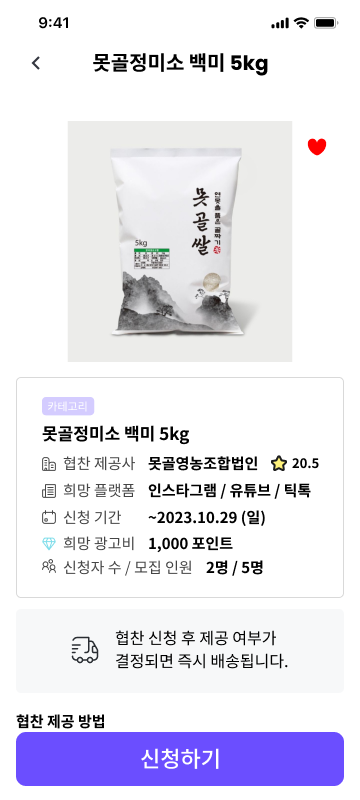 9:41
못골정미소 백미 5kg
못골쌀
5kg
카테고리
못골정미소 백미 5kg
협찬 제공사 못골영농조합법인 20.5
희망 플랫폼 인스타그램 / 유튜브 / 틱톡
신청 기간 ~2023.10.29 (일)
희망 광고비 1,000 포인트
신청자 수 / 모집 인원 2명 / 5명
협찬 신청 후 제공 여부가
결정되면 즉시 배송됩니다.
협찬 제공 방법
신청하기